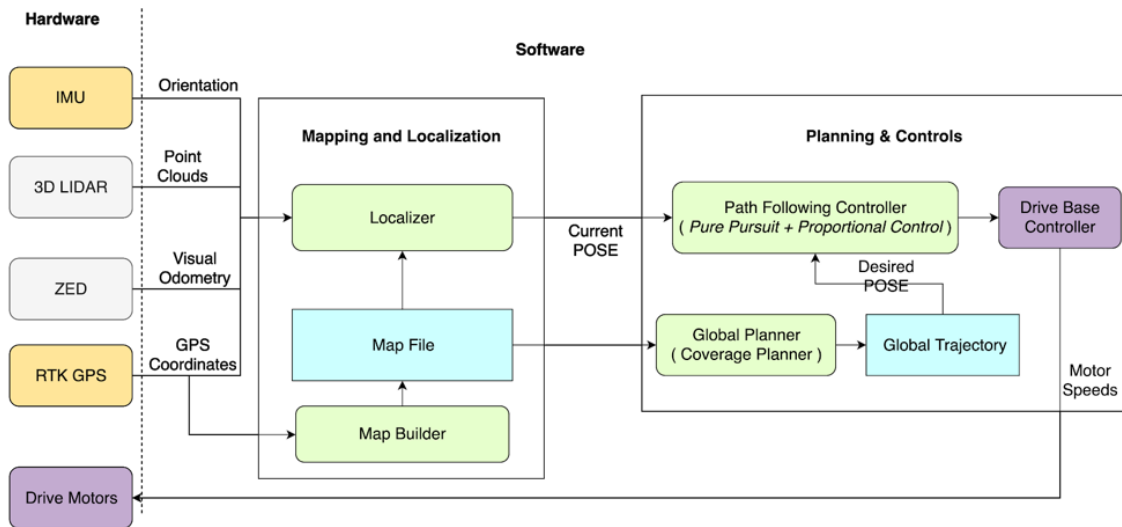 Hardware
Software
IMU
Orientation
Mapping and Localization
Planning & Controls
3D LIDAR
Point
Clouds
Localizer
Current
POSE
Path Following Controller
( Pure Pursuit + Proportional Control )
Drive Base
Controller
ZED
Visual
Odometry
Desired
POSE
Map File
Global Planner
( Coverage Planner )
Global Trajectory
RTK GPS
GPS
Coordinates
Motor
Speeds
Map Builder
Drive Motors